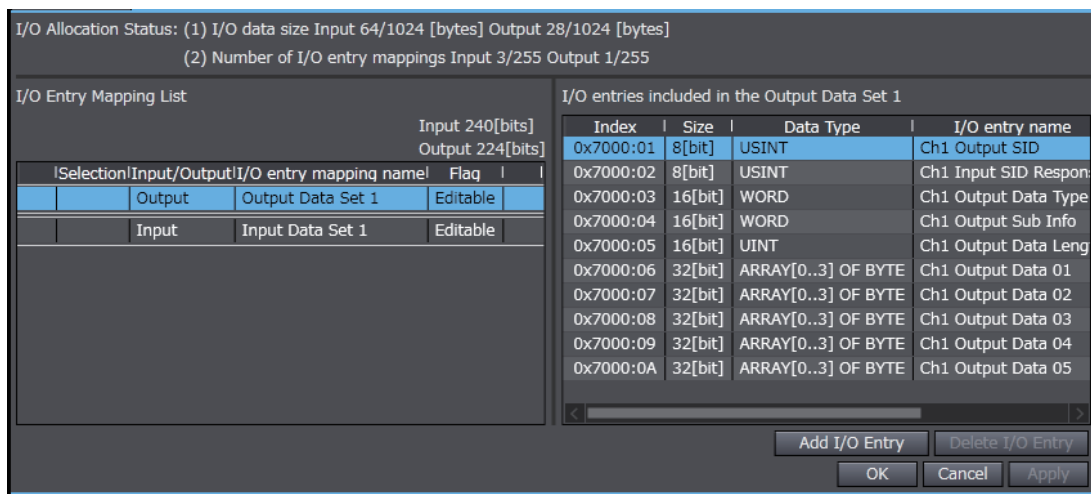 I/O Allocation Status: (1) I/O data size Input 64/1024 [bytes] Output 28/1024 [bytes]
(2) Number of I/O entry mappings Input 3/255 Output 1/255
I/O Entry Mapping List
Input 240[bits]
Output 224[bits]
Selection Input/Output I/O entry mapping name Flag
Output Output Data Set 1 Editable
Input Input Data Set 1 Editable
I/O entries included in the Output Data Set 1
Index Size Data Type I/O entry name
0x7000:01 8[bit] USINT Ch1 Output SID
0x7000:02 8[bit] USINT Ch1 Input SID Respon
0x7000:03 16[bit] WORD Ch1 Output Data Type
0x7000:04 16[bit] WORD Ch1 Output Sub Info
0x7000:05 16[bit] UINT Ch1 Output Data Leng
0x7000:06 32[bit] ARRAY[0..3] OF BYTE Ch1 Output Data 01
0x7000:07 32[bit] ARRAY[0..3] OF BYTE Ch1 Output Data 02
0x7000:08 32[bit] ARRAY[0..3] OF BYTE Ch1 Output Data 03
0x7000:09 32[bit] ARRAY[0..3] OF BYTE Ch1 Output Data 04
0x7000:0A 32[bit] ARRAY[0..3] OF BYTE Ch1 Output Data 05
Add I/O Entry Delete I/O Entry
OK Cancel Apply